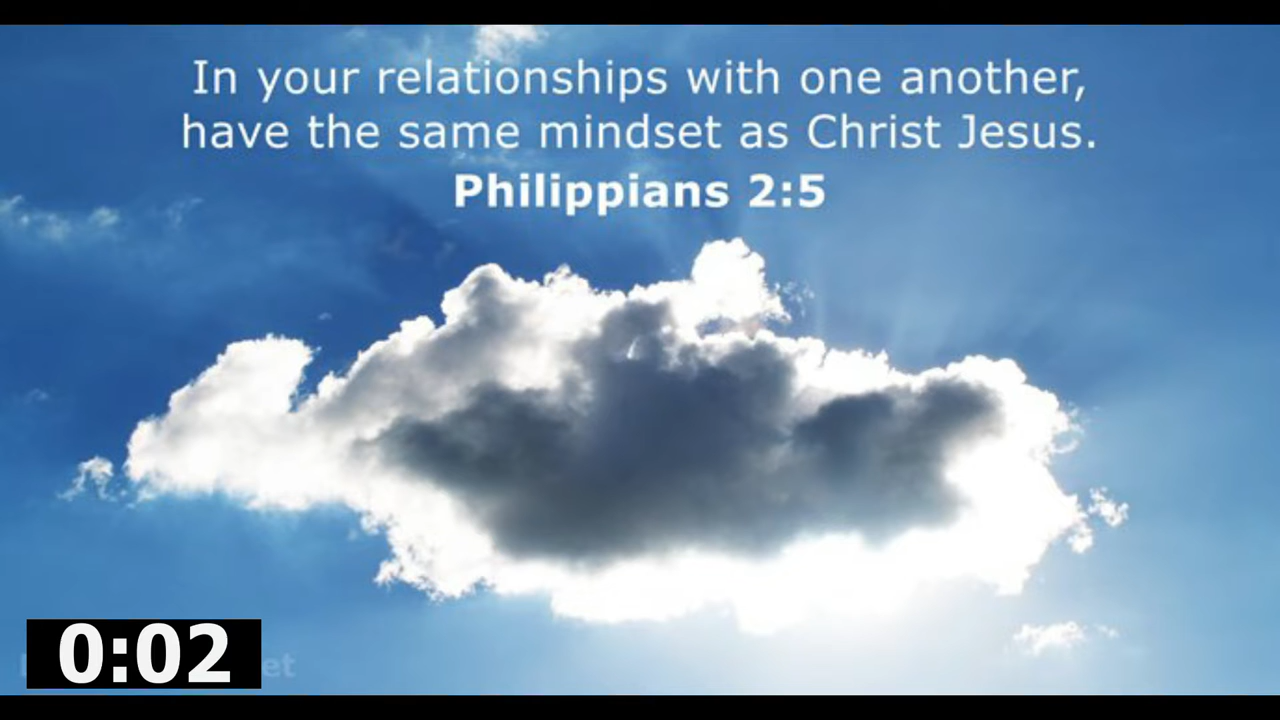 In your relationships with one another,
have the same mindset as Christ Jesus.
Philippians 2:5
0:02